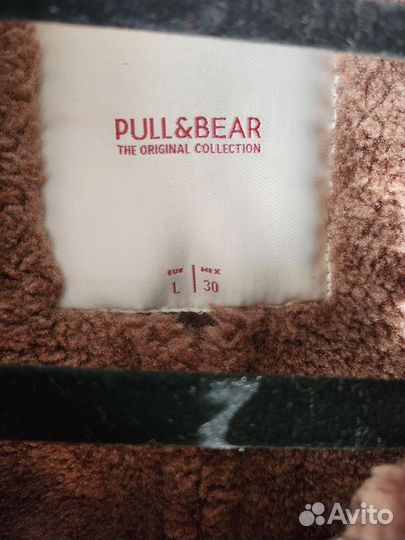 PULL&BEAR
THE ORIGINAL COLLECTION
EUR | MEX
L | 30
Avito